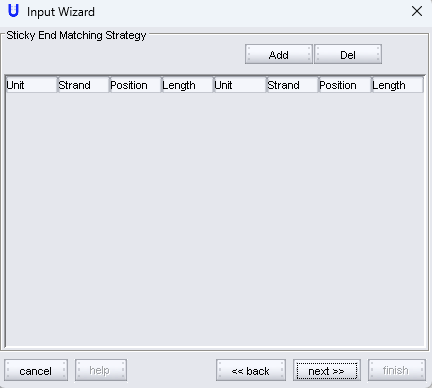 Input Wizard
Sticky End Matching Strategy
Add Del
Unit Strand Position Length Unit Strand Position Length
cancel help << back next >> finish